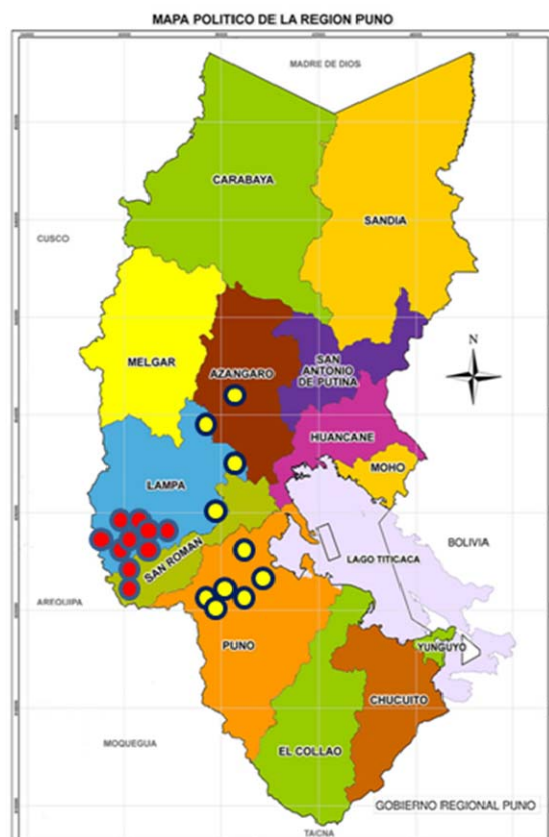 MAPA POLITICO DE LA REGION PUNO
MADRE DE DIOS
CARABAYA
SANDIA
CUSCO
N
MELGAR
AZANGARO
SAN
ANTONIO
DE PUTINA
HUANCANE
MOHO
LAMPA
SAN ROMAN
BOLIVIA
LAGO TITICACA
AREQUIPA
PUNO
YUNGUYO
CHUCUITO
MOQUEGUA
EL COLLAO
GOBIERNO REGIONAL PUNO
TACNA